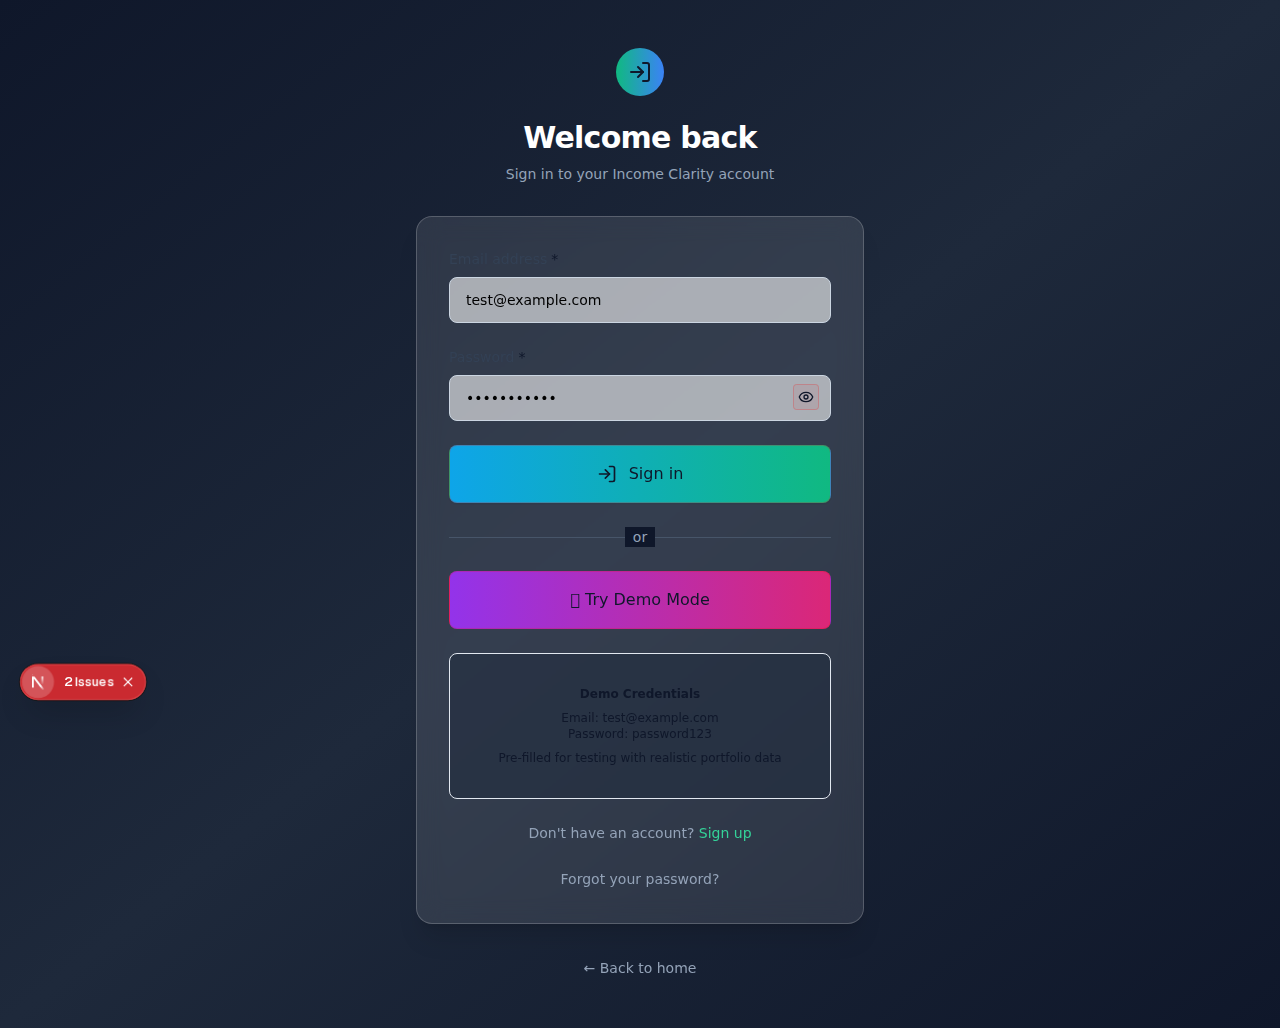 Welcome back
Sign in to your Income Clarity account
Email address *
test@example.com
Password *
•••••••••••
Sign in
or
Try Demo Mode
2 Issues
Demo Credentials
Email: test@example.com
Password: password123
Pre-filled for testing with realistic portfolio data
Don't have an account? Sign up
Forgot your password?
← Back to home